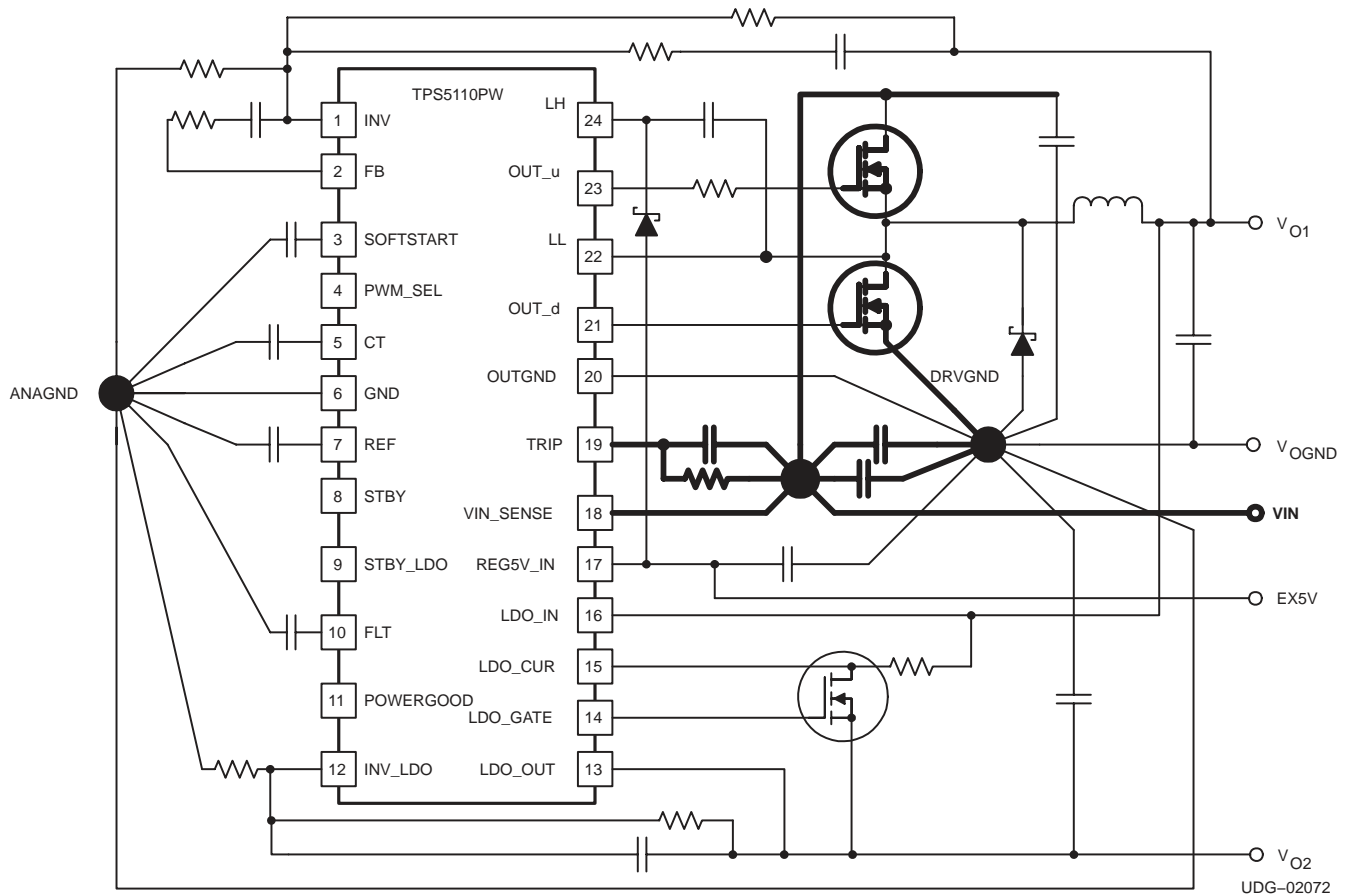 TPS5110PW
1 INV
2 FB
3 SOFTSTART
4 PWM_SEL
5 CT
6 GND
7 REF
8 STBY
9 STBY_LDO
10 FLT
11 POWERGOOD
12 INV_LDO
LH 24
OUT_u 23
LL 22
OUT_d 21
OUTGND 20
TRIP 19
VIN_SENSE 18
REG5V_IN 17
LDO_IN 16
LDO_CUR 15
LDO_GATE 14
LDO_OUT 13
ANAGND
DRVGND
VO1
VOGND
VIN
EX5V
VO2
UDG–02072